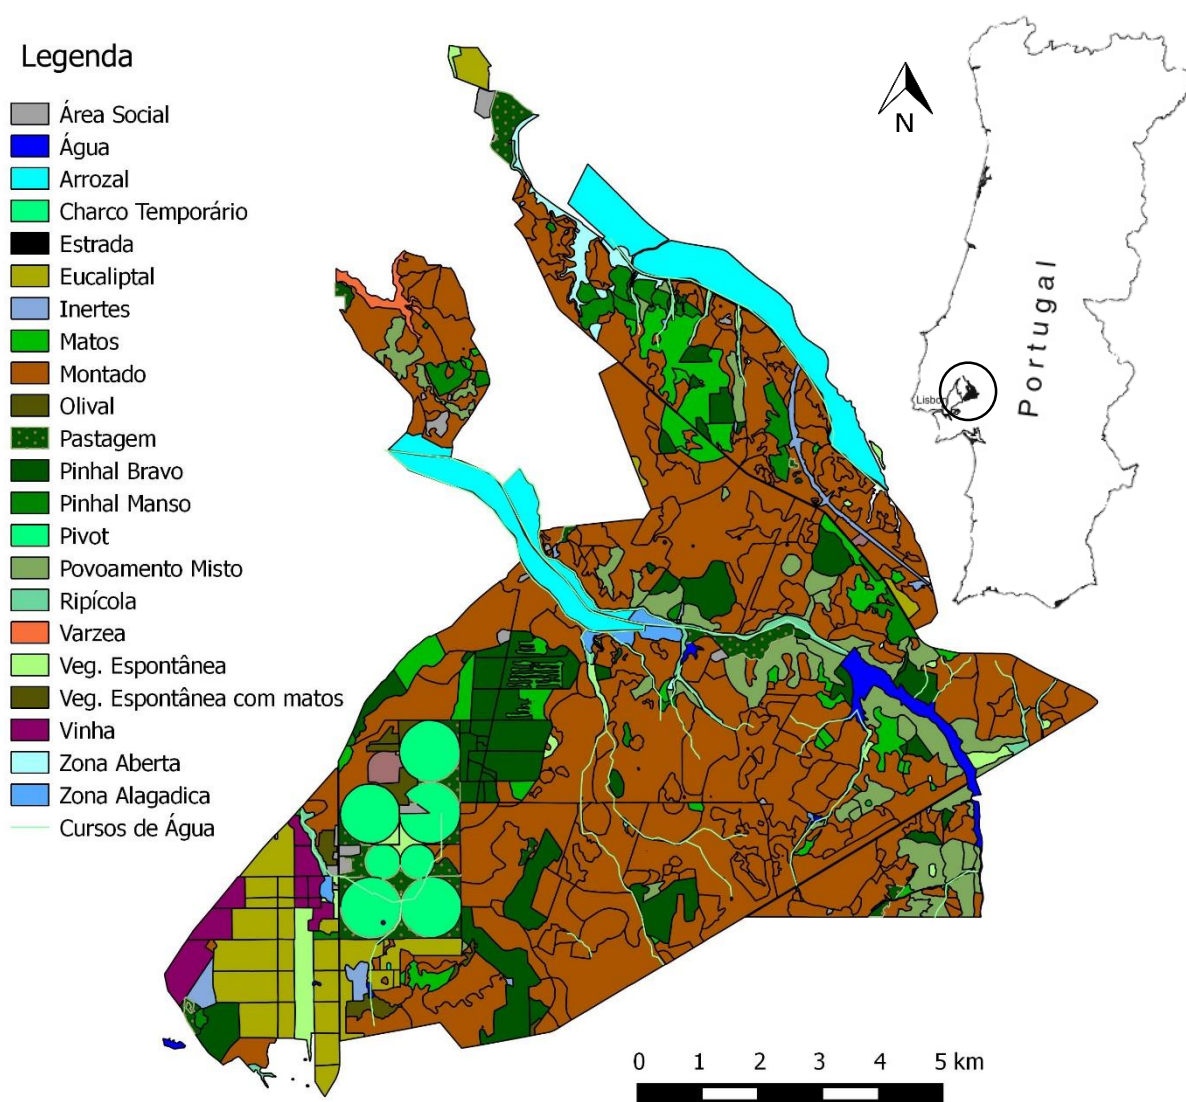 Legenda
Área Social
Água
Arrozal
Charco Temporário
Estrada
Eucaliptal
Inertes
Matos
Montado
Olival
Pastagem
Pinhal Bravo
Pinhal Manso
Pivot
Povoamento Misto
Ripícola
Varzea
Veg. Espontânea
Veg. Espontânea com matos
Vinha
Zona Aberta
Zona Alagadica
Cursos de Água
N
Portugal
Lisbon
0 1 2 3 4 5 km